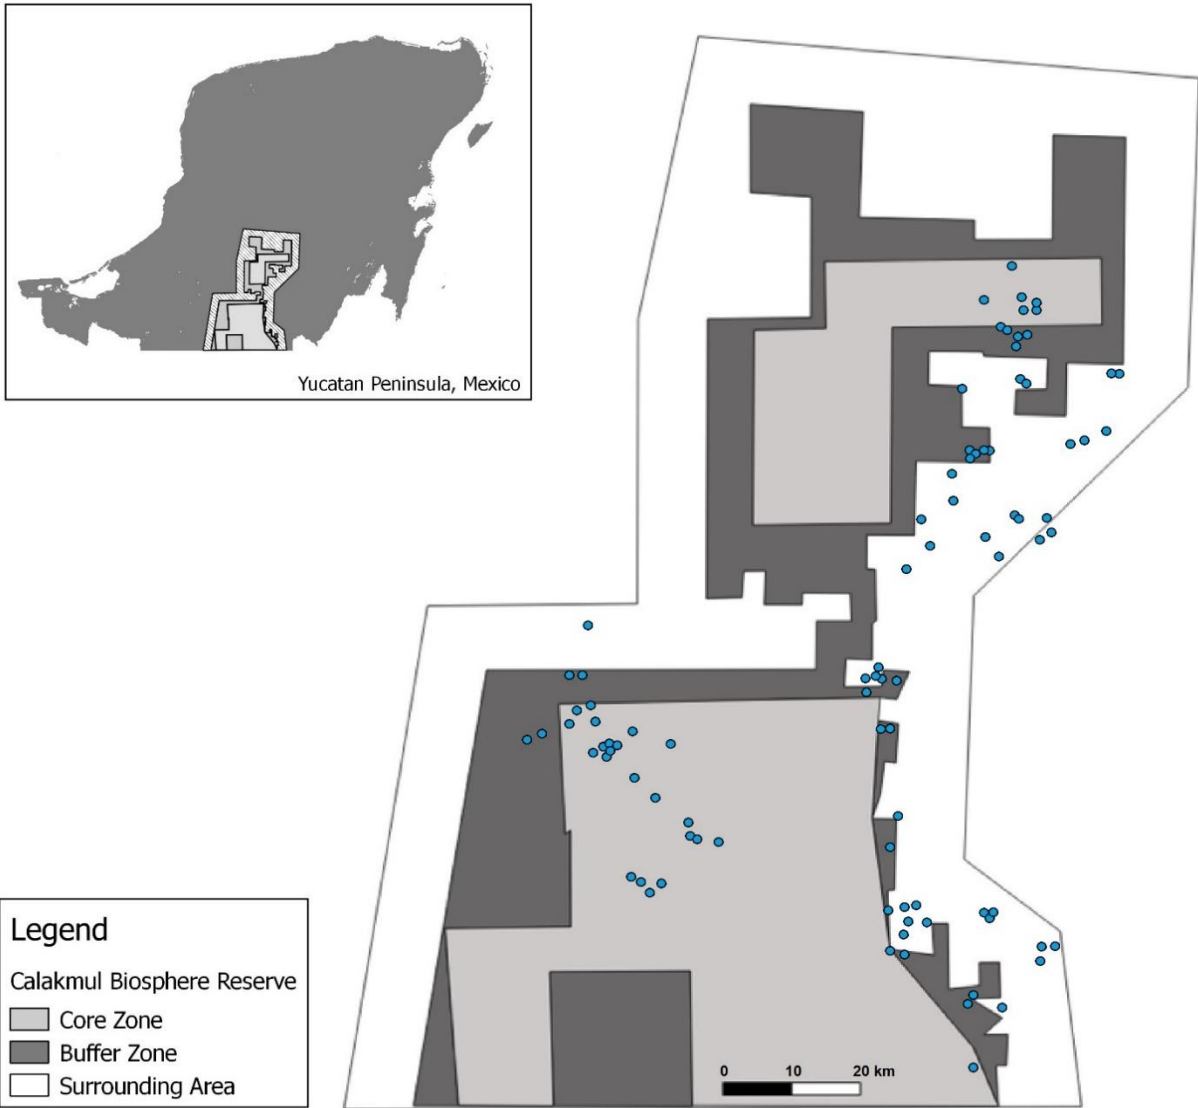 Yucatan Peninsula, Mexico
Legend
Calakmul Biosphere Reserve
Core Zone
Buffer Zone
Surrounding Area
0 10 20 km